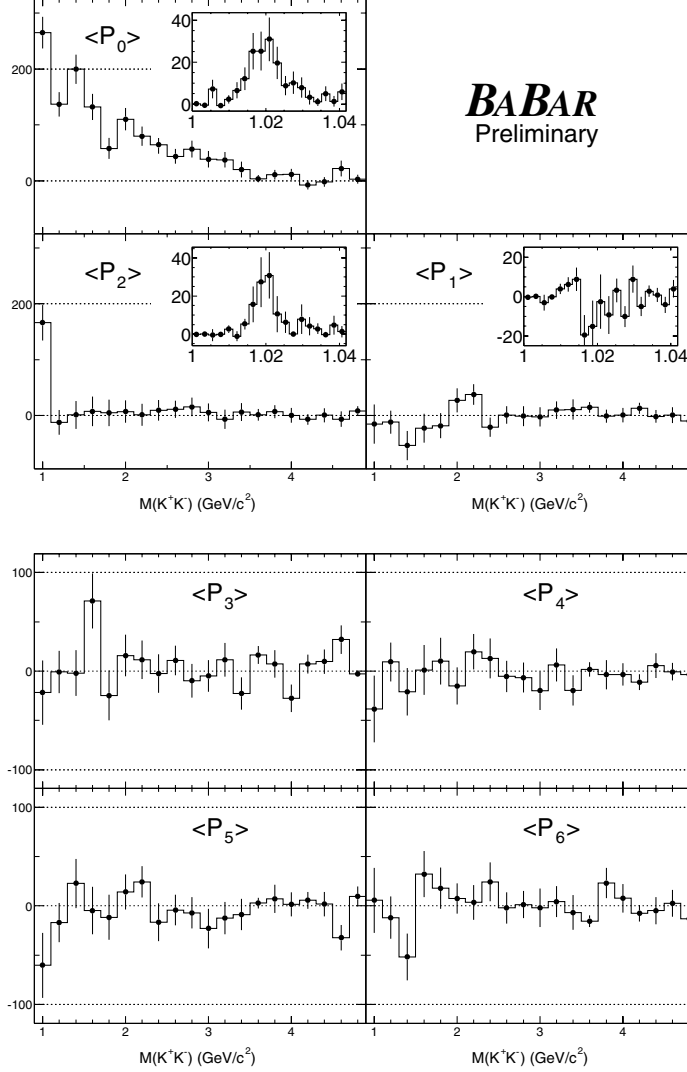 <P0>
40
20
0
1 1.02 1.04
200
0
BABAR
Preliminary
<P2>
40
20
0
1 1.02 1.04
200
0
1 2 3 4
M(K+K-) (GeV/c2)
<P1>
20
0
-20
1 1.02 1.04
1 2 3 4
M(K+K-) (GeV/c2)
<P3>
100
0
-100
<P4>
<P5>
100
0
-100
1 2 3 4
M(K+K-) (GeV/c2)
<P6>
1 2 3 4
M(K+K-) (GeV/c2)